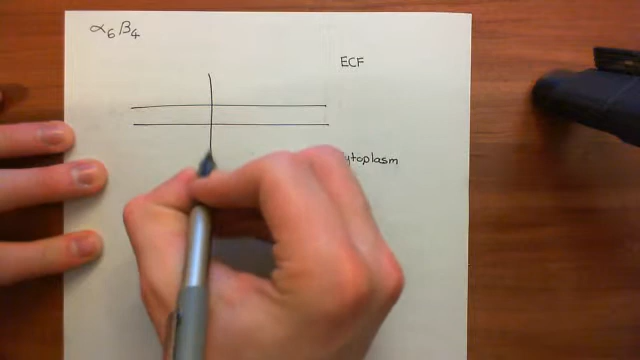 α₆β₄
ECF
ytoplasm